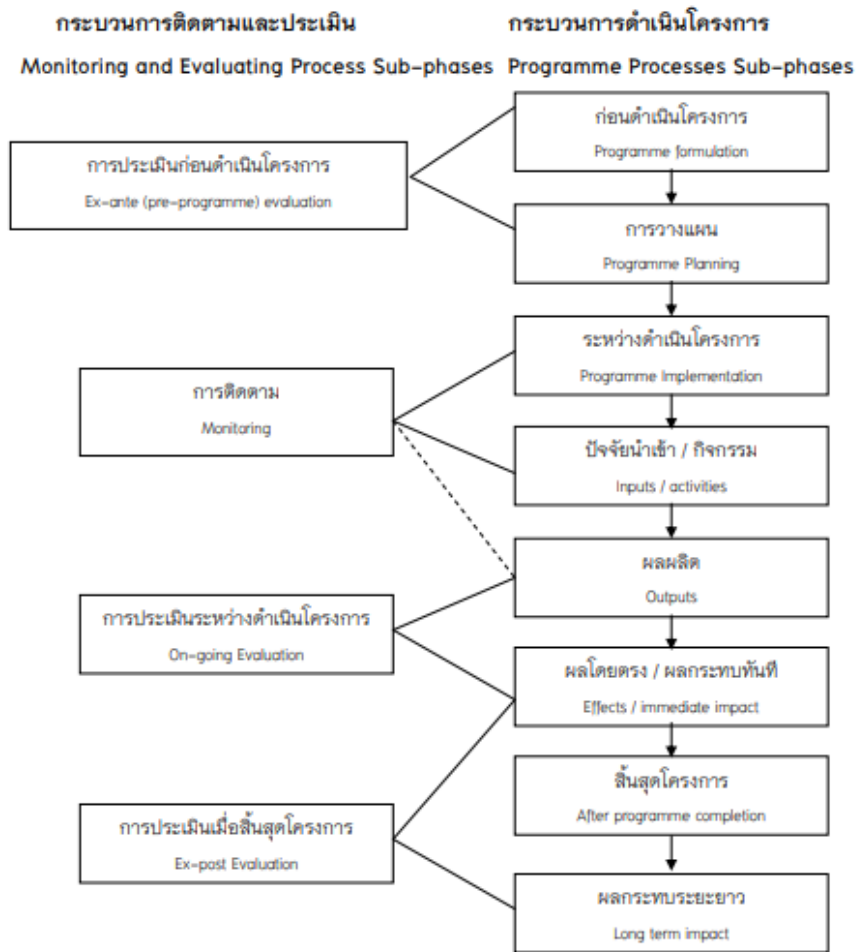 กระบวนการติดตามและประเมิน
Monitoring and Evaluating Process Sub-phases
กระบวนการดำเนินโครงการ
Programme Processes Sub-phases
ก่อนดำเนินโครงการ
Programme formulation
การประเมินก่อนดำเนินโครงการ
Ex-ante (pre-programme) evaluation
การวางแผน
Programme Planning
ระหว่างดำเนินโครงการ
Programme Implementation
การติดตาม
Monitoring
ปัจจัยนำเข้า / กิจกรรม
Inputs / activities
ผลผลิต
Outputs
การประเมินระหว่างดำเนินโครงการ
On-going Evaluation
ผลโดยตรง / ผลกระทบทันที
Effects / immediate impact
สิ้นสุดโครงการ
After programme completion
การประเมินเมื่อสิ้นสุดโครงการ
Ex-post Evaluation
ผลกระทบระยะยาว
Long term impact